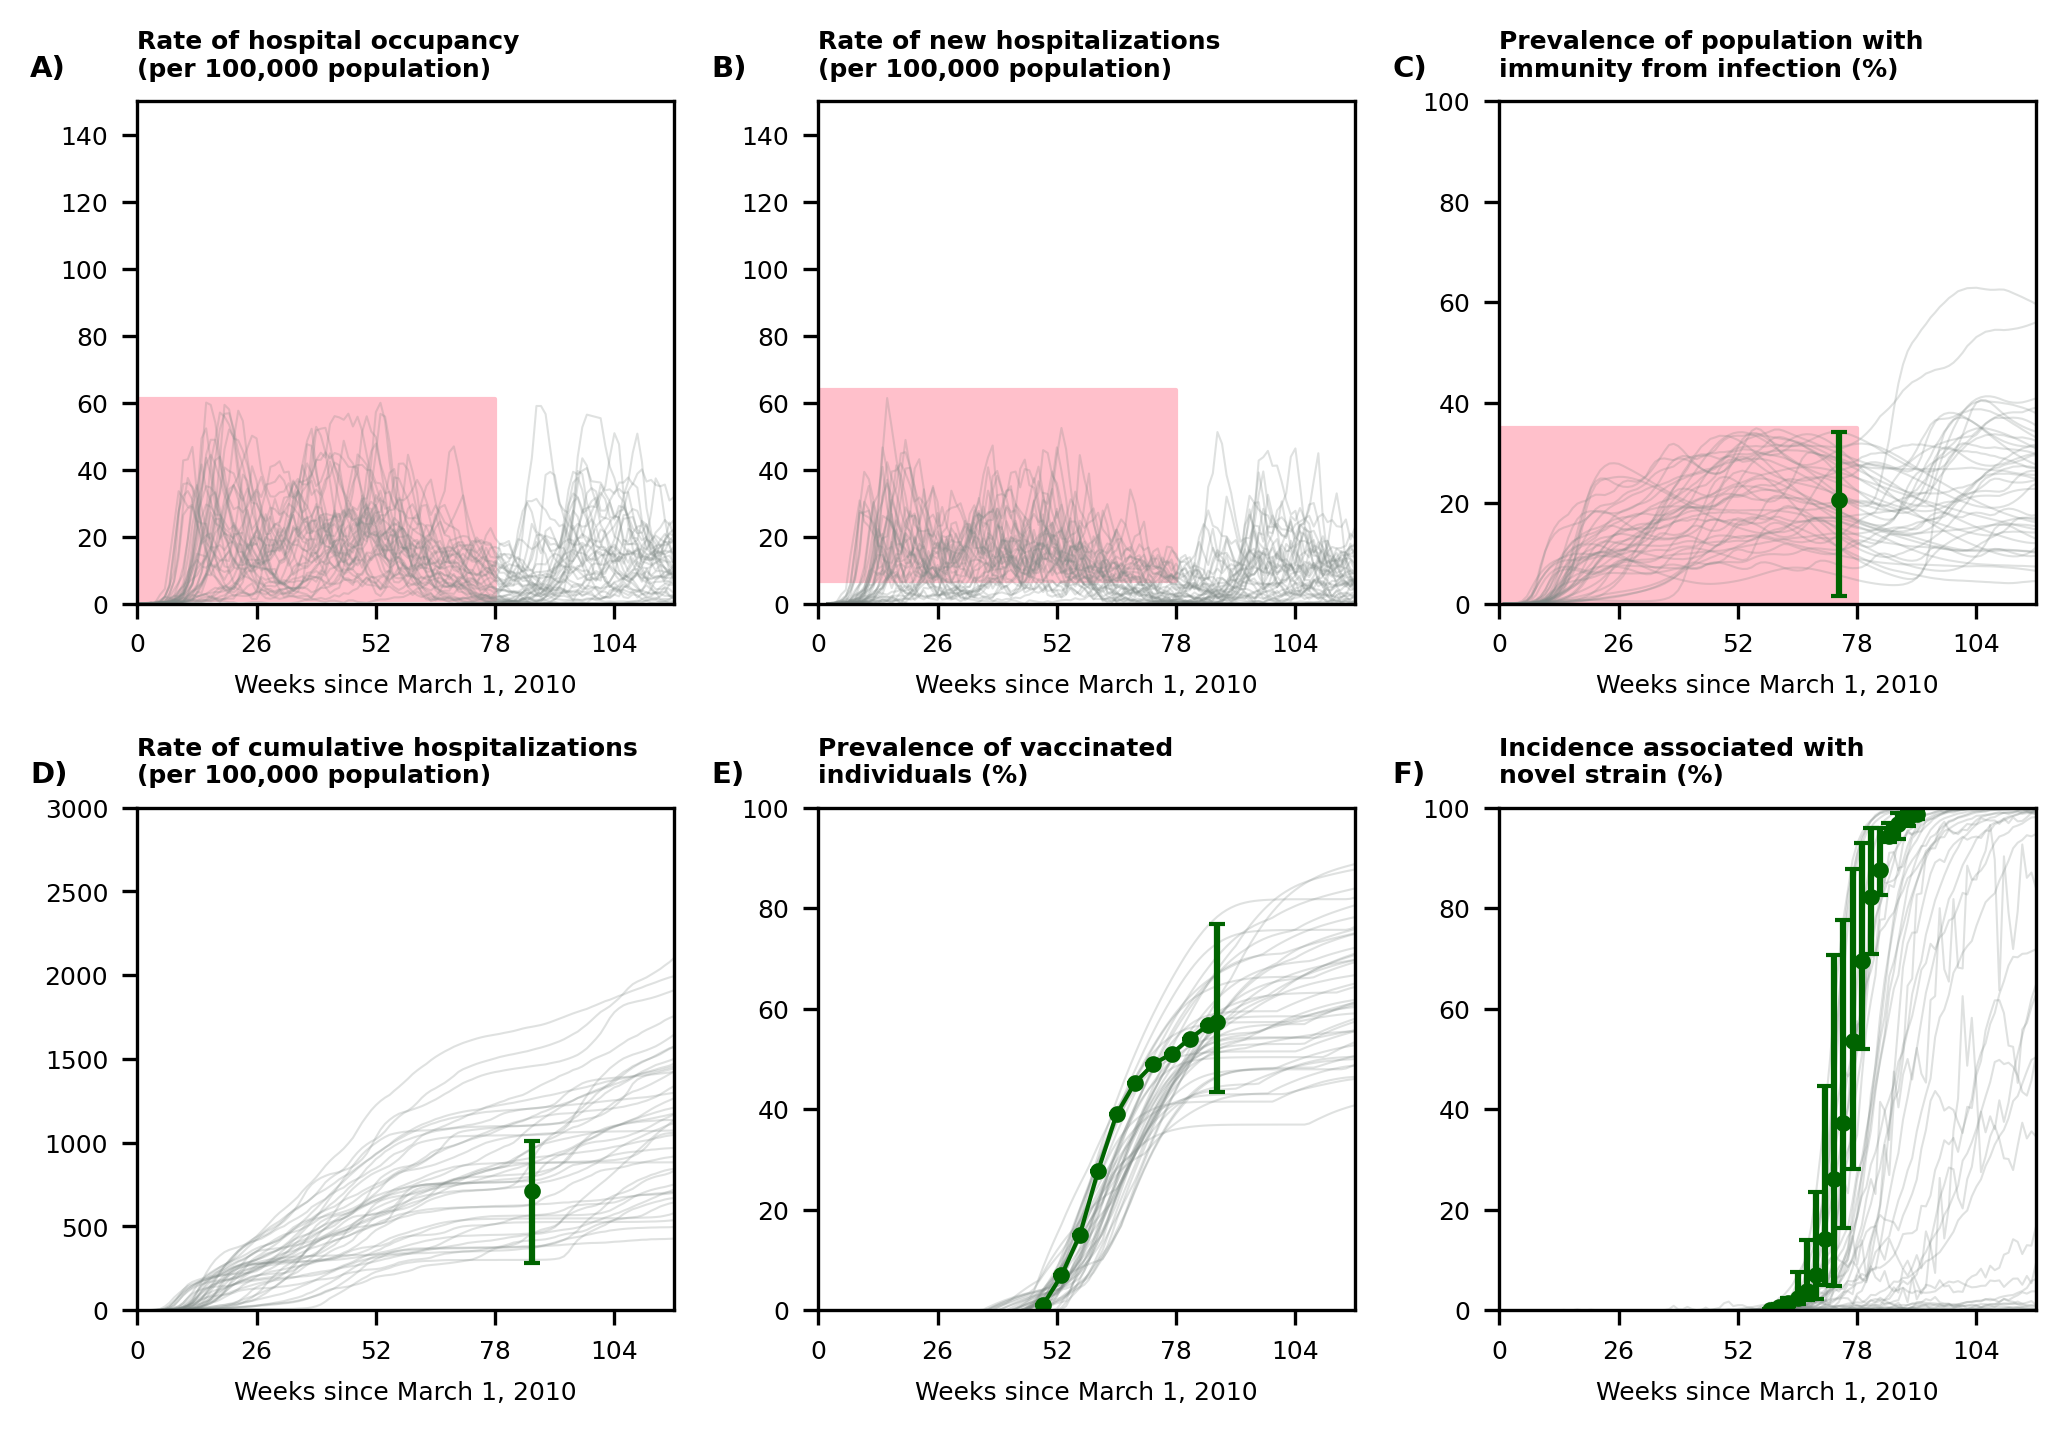 A)
Rate of hospital occupancy
(per 100,000 population)
140
120
100
80
60
40
20
0
0 26 52 78 104
Weeks since March 1, 2010
B)
Rate of new hospitalizations
(per 100,000 population)
140
120
100
80
60
40
20
0
0 26 52 78 104
Weeks since March 1, 2010
C)
Prevalence of population with
immunity from infection (%)
100
80
60
40
20
0
0 26 52 78 104
Weeks since March 1, 2010
D)
Rate of cumulative hospitalizations
(per 100,000 population)
3000
2500
2000
1500
1000
500
0
0 26 52 78 104
Weeks since March 1, 2010
E)
Prevalence of vaccinated
individuals (%)
100
80
60
40
20
0
0 26 52 78 104
Weeks since March 1, 2010
F)
Incidence associated with
novel strain (%)
100
80
60
40
20
0
0 26 52 78 104
Weeks since March 1, 2010